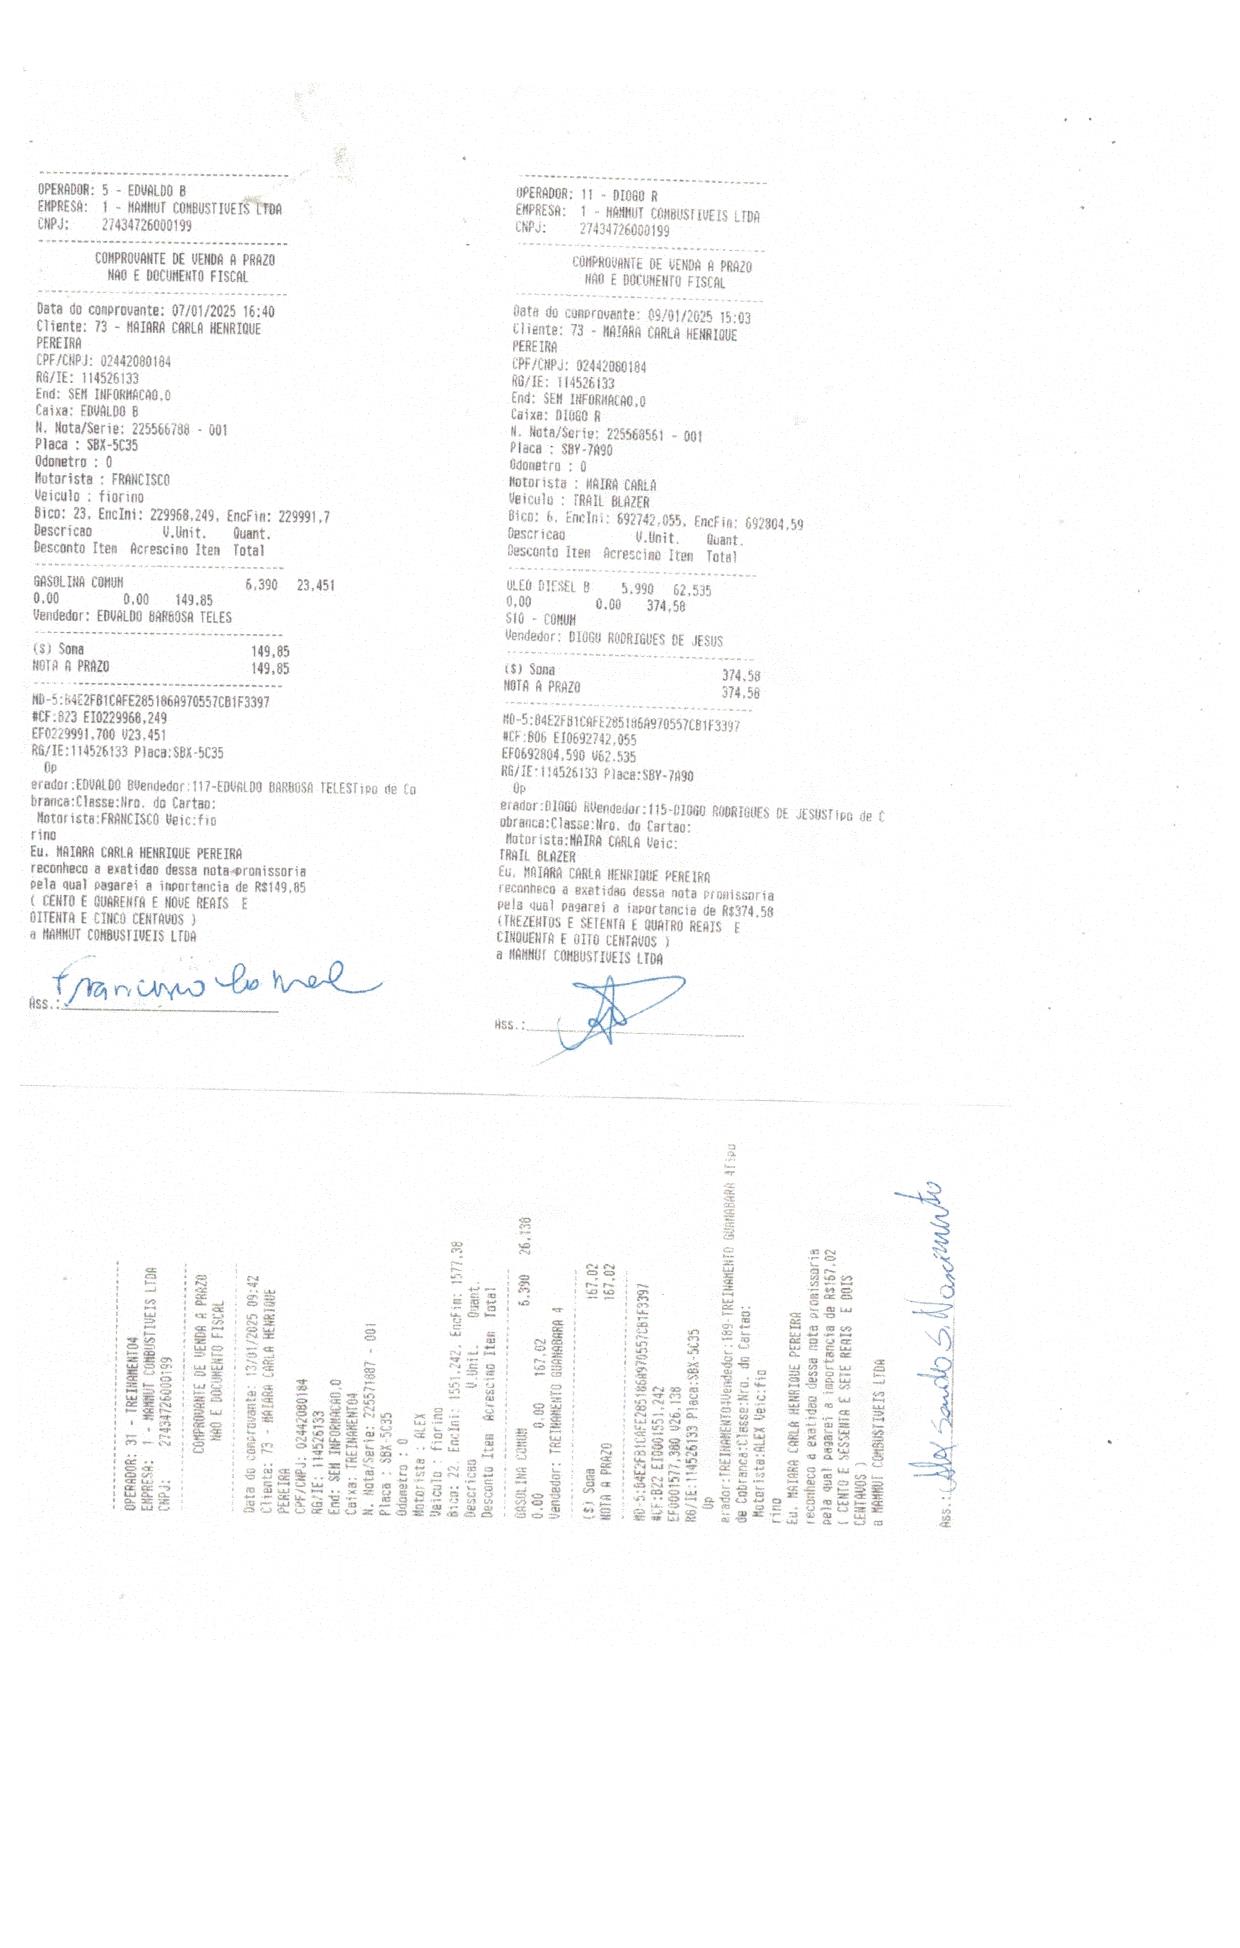 OPERADOR: 5 - EDVALDO B
EMPRESA: 1 - MAMMUT COMBUSTIVEIS LTDA
CNPJ: 27434726000199
COMPROVANTE DE VENDA A PRAZO
NAO E DOCUMENTO FISCAL
Data do comprovante: 07/01/2025 16:40
Cliente: 73 - MAIARA CARLA HENRIQUE
PEREIRA
CPF/CNPJ: 02442080184
RG/IE: 114526133
End: SEM INFORMACAO,0
Caixa: EDVALDO B
N. Nota/Serie: 225566788 - 001
Placa : SBX-5C35
Odometro : 0
Motorista : FRANCISCO
Veiculo : fiorino
Bico: 23, EncIni: 229968,249, EncFin: 229991,7
Descricao V.Unit. Quant.
Desconto Item Acrescimo Item Total
GASOLINA COMUM 6,390 23,451
0,00 0,00 149,85
Vendedor: EDVALDO BARBOSA TELES
($) Soma 149,85
NOTA A PRAZO 149,85
MD-5:B4E2FB1CAFE285186A970557CB1F3397
#CF:B23 EI0229968,249
EF0229991,700 V23,451
RG/IE:114526133 Placa:SBX-5C35
Op
erador:EDVALDO BVendedor:117-EDVALDO BARBOSA TELESTipo de Co
branca:Classe:Nro. do Cartao:
Motorista:FRANCISCO Veic:fio
rino
Eu, MAIARA CARLA HENRIQUE PEREIRA
reconheco a exatidao dessa nota promissoria
pela qual pagarei a importancia de R$149,85
( CENTO E QUARENTA E NOVE REAIS E
OITENTA E CINCO CENTAVOS )
a MAMMUT COMBUSTIVEIS LTDA
Ass.:
OPERADOR: 11 - DIOGO R
EMPRESA: 1 - MAMMUT COMBUSTIVEIS LTDA
CNPJ: 27434726000199
COMPROVANTE DE VENDA A PRAZO
NAO E DOCUMENTO FISCAL
Data do comprovante: 09/01/2025 15:03
Cliente: 73 - MAIARA CARLA HENRIQUE
PEREIRA
CPF/CNPJ: 02442080184
RG/IE: 114526133
End: SEM INFORMACAO,0
Caixa: DIOGO R
N. Nota/Serie: 225568561 - 001
Placa : SBY-7A90
Odometro : 0
Motorista : MAIRA CARLA
Veiculo : TRAIL BLAZER
Bico: 6, EncIni: 692742,055, EncFin: 692804,59
Descricao V.Unit. Quant.
Desconto Item Acrescimo Item Total
OLEO DIESEL B 5,990 62,535
0,00 0,00 374,58
S10 - COMUM
Vendedor: DIOGO RODRIGUES DE JESUS
($) Soma 374,58
NOTA A PRAZO 374,58
MD-5:B4E2FB1CAFE285186A970557CB1F3397
#CF:B06 EI0692742,055
EF0692804,590 V62,535
RG/IE:114526133 Placa:SBY-7A90
Op
erador:DIOGO RVendedor:115-DIOGO RODRIGUES DE JESUSTipo de C
obranca:Classe:Nro. do Cartao:
Motorista:MAIRA CARLA Veic:
TRAIL BLAZER
Eu, MAIARA CARLA HENRIQUE PEREIRA
reconheco a exatidao dessa nota promissoria
pela qual pagarei a importancia de R$374,58
(TREZENTOS E SETENTA E QUATRO REAIS E
CINQUENTA E OITO CENTAVOS )
a MAMMUT COMBUSTIVEIS LTDA
Ass.:
OPERADOR: 31 - TREINAMENTO4
EMPRESA: 1 - MAMMUT COMBUSTIVEIS LTDA
CNPJ: 27434726000199
COMPROVANTE DE VENDA A PRAZO
NAO E DOCUMENTO FISCAL
Data do comprovante: 13/01/2025 09:42
Cliente: 73 - MAIARA CARLA HENRIQUE
PEREIRA
CPF/CNPJ: 02442080184
RG/IE: 114526133
End: SEM INFORMACAO,0
Caixa: TREINAMENTO4
N. Nota/Serie: 225571887 - 001
Placa : SBX-5C35
Odometro : 0
Motorista : ALEX
Veiculo : fiorino
Bico: 22, EncIni: 1551,242, EncFin: 1577,38
Descricao V.Unit. Quant.
Desconto Item Acrescimo Item Total
GASOLINA COMUM 6,390 26,138
0,00 0,00 167,02
Vendedor: TREINAMENTO GUANABARA 4
($) Soma 167,02
NOTA A PRAZO 167,02
MD-5:B4E2FB1CAFE285186A970557CB1F3397
#CF:B22 EI0001551,242
EF0001577,380 V26,138
RG/IE:114526133 Placa:SBX-5C35
Op
erador:TREINAMENTO4Vendedor:189-TREINAMENTO GUANABARA 4Tipo
de Cobranca:Classe:Nro. do Cartao:
Motorista:ALEX Veic:fio
rino
Eu, MAIARA CARLA HENRIQUE PEREIRA
reconheco a exatidao dessa nota promissoria
pela qual pagarei a importancia de R$167,02
( CENTO E SESSENTA E SETE REAIS E DOIS
CENTAVOS )
a MAMMUT COMBUSTIVEIS LTDA
Ass.: Alex Sandro S. Nascimento